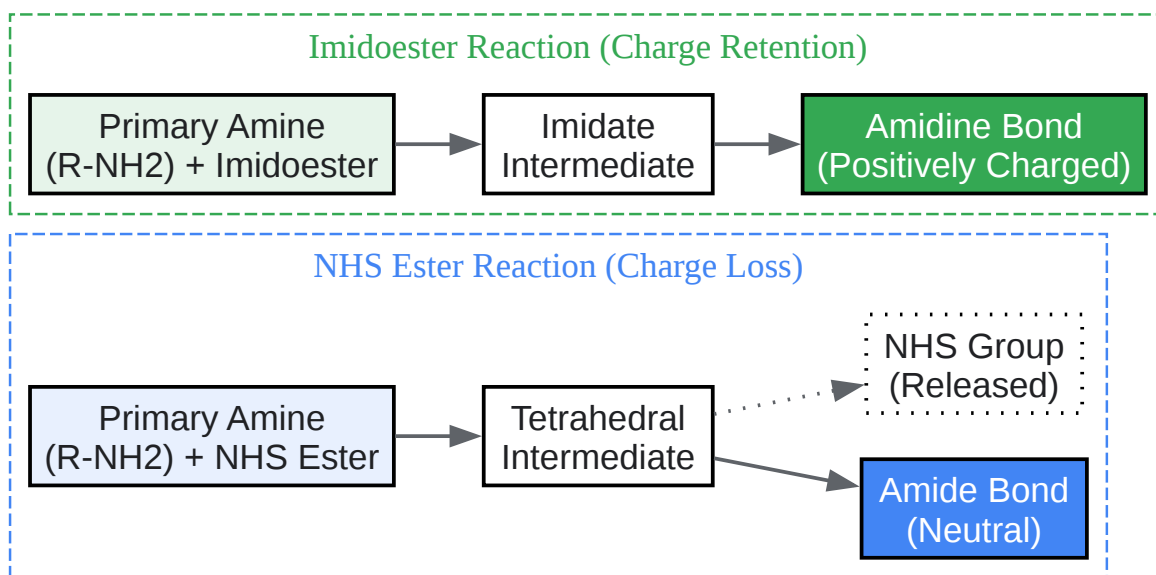 Imidoester Reaction (Charge Retention)
Primary Amine
(R-NH2) + Imidoester
Imidate
Intermediate
Amidine Bond
(Positively Charged)
NHS Ester Reaction (Charge Loss)
Primary Amine
(R-NH2) + NHS Ester
Tetrahedral
Intermediate
NHS Group
(Released)
Amide Bond
(Neutral)